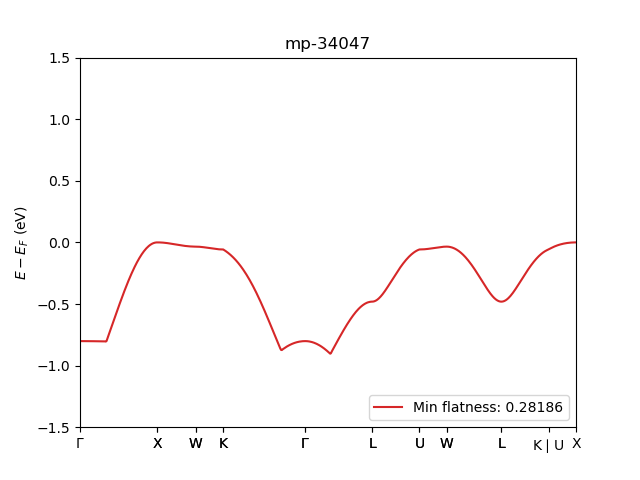 mp-34047
E − E_F (eV)
1.5
1.0
0.5
0.0
−0.5
−1.0
−1.5
Min flatness: 0.28186
Γ X W K Γ L U W L K | U X